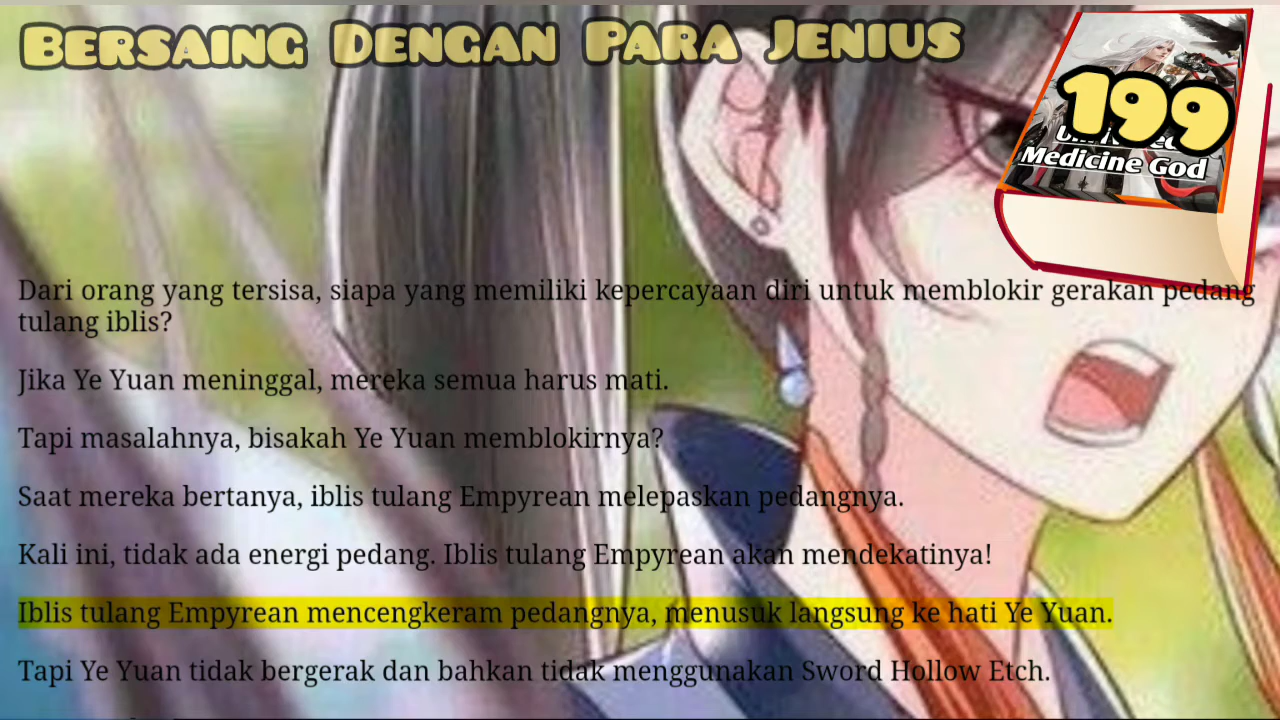 Bersaing Dengan Para Jenius
199
Medicine God
Dari orang yang tersisa, siapa yang memiliki kepercayaan diri untuk memblokir gerakan pedang
tulang iblis?
Jika Ye Yuan meninggal, mereka semua harus mati.
Tapi masalahnya, bisakah Ye Yuan memblokirnya?
Saat mereka bertanya, iblis tulang Empyrean melepaskan pedangnya.
Kali ini, tidak ada energi pedang. Iblis tulang Empyrean akan mendekatinya!
Iblis tulang Empyrean mencengkeram pedangnya, menusuk langsung ke hati Ye Yuan.
Tapi Ye Yuan tidak bergerak dan bahkan tidak menggunakan Sword Hollow Etch.